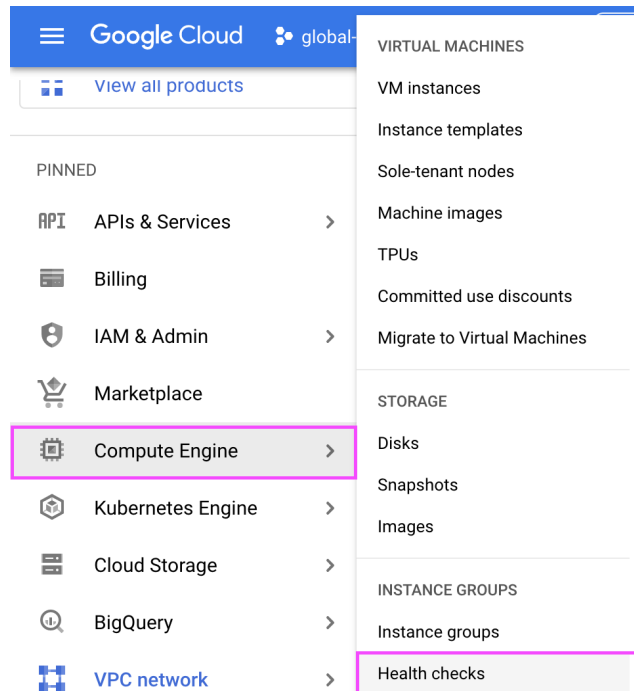 Google Cloud
global-
View all products
PINNED
API
APIs & Services
Billing
IAM & Admin
Marketplace
Compute Engine
Kubernetes Engine
Cloud Storage
BigQuery
VPC network
VIRTUAL MACHINES
VM instances
Instance templates
Sole-tenant nodes
Machine images
TPUs
Committed use discounts
Migrate to Virtual Machines
STORAGE
Disks
Snapshots
Images
INSTANCE GROUPS
Instance groups
Health checks